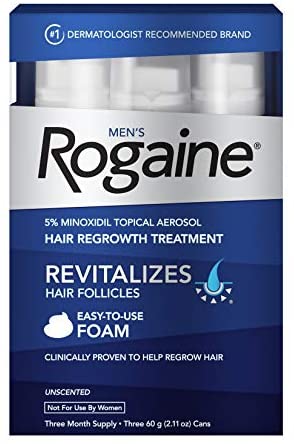 #1 DERMATOLOGIST RECOMMENDED BRAND
MEN'S
Rogaine®
5% MINOXIDIL TOPICAL AEROSOL
HAIR REGROWTH TREATMENT
REVITALIZES
HAIR FOLLICLES
EASY-TO-USE
FOAM
CLINICALLY PROVEN TO HELP REGROW HAIR
UNSCENTED
Not For Use By Women
Three Month Supply • Three 60 g (2.11 oz) Cans